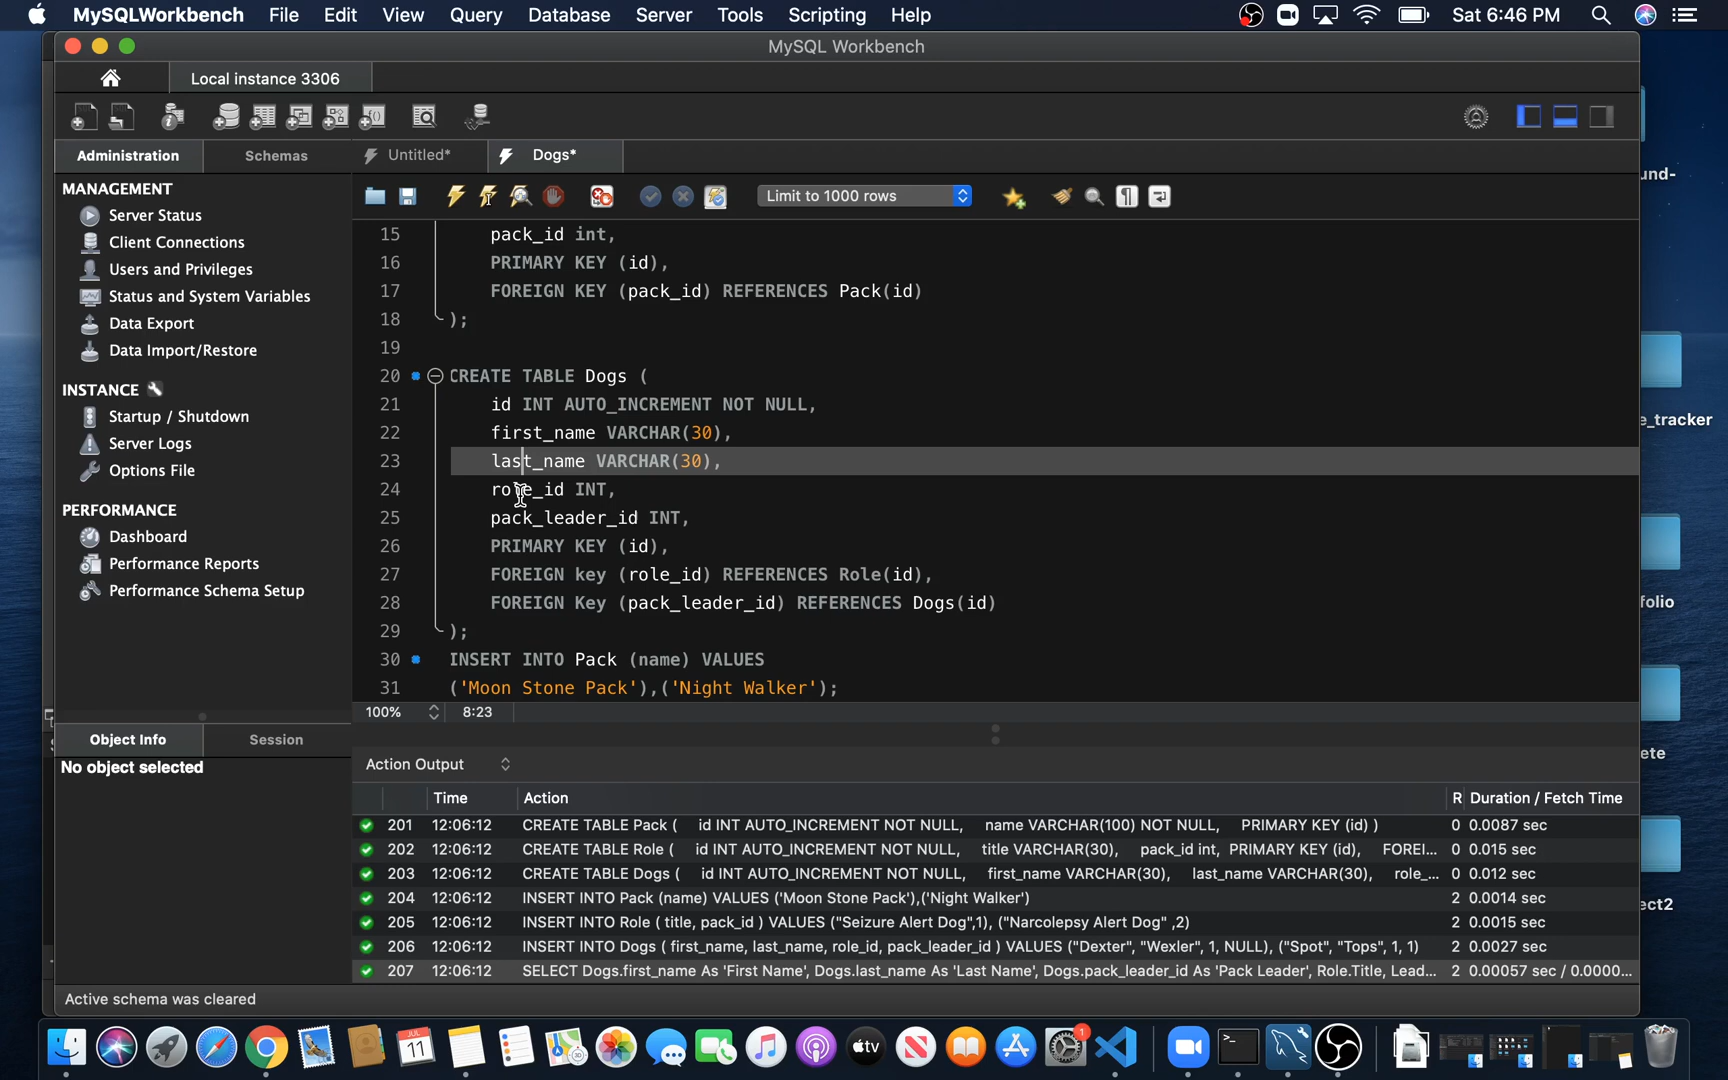 MySQLWorkbench File Edit View Query Database Server Tools Scripting Help Sat 6:46 PM
MySQL Workbench
Local instance 3306
Administration Schemas Untitled* Dogs*
MANAGEMENT
Server Status
Client Connections
Users and Privileges
Status and System Variables
Data Export
Data Import/Restore
INSTANCE
Startup / Shutdown
Server Logs
Options File
PERFORMANCE
Dashboard
Performance Reports
Performance Schema Setup
Limit to 1000 rows
15 pack_id int,
16 PRIMARY KEY (id),
17 FOREIGN KEY (pack_id) REFERENCES Pack(id)
18 );
19
20 CREATE TABLE Dogs (
21 id INT AUTO_INCREMENT NOT NULL,
22 first_name VARCHAR(30),
23 last_name VARCHAR(30),
24 role_id INT,
25 pack_leader_id INT,
26 PRIMARY KEY (id),
27 FOREIGN key (role_id) REFERENCES Role(id),
28 FOREIGN Key (pack_leader_id) REFERENCES Dogs(id)
29 );
30 INSERT INTO Pack (name) VALUES
31 ('Moon Stone Pack'),('Night Walker');
100% 8:23
Object Info Session
No object selected
Action Output
Time Action R Duration / Fetch Time
201 12:06:12 CREATE TABLE Pack ( id INT AUTO_INCREMENT NOT NULL, name VARCHAR(100) NOT NULL, PRIMARY KEY (id) ) 0 0.0087 sec
202 12:06:12 CREATE TABLE Role ( id INT AUTO_INCREMENT NOT NULL, title VARCHAR(30), pack_id int, PRIMARY KEY (id), FOREI... 0 0.015 sec
203 12:06:12 CREATE TABLE Dogs ( id INT AUTO_INCREMENT NOT NULL, first_name VARCHAR(30), last_name VARCHAR(30), role_... 0 0.012 sec
204 12:06:12 INSERT INTO Pack (name) VALUES ('Moon Stone Pack'),('Night Walker') 2 0.0014 sec
205 12:06:12 INSERT INTO Role ( title, pack_id ) VALUES ("Seizure Alert Dog",1), ("Narcolepsy Alert Dog" ,2) 2 0.0015 sec
206 12:06:12 INSERT INTO Dogs ( first_name, last_name, role_id, pack_leader_id ) VALUES ("Dexter", "Wexler", 1, NULL), ("Spot", "Tops", 1, 1) 2 0.0027 sec
207 12:06:12 SELECT Dogs.first_name As 'First Name', Dogs.last_name As 'Last Name', Dogs.pack_leader_id As 'Pack Leader', Role.Title, Lead... 2 0.00057 sec / 0.0000...
Active schema was cleared
und-
e_tracker
folio
ete
ect2
JUL
11
tv
1